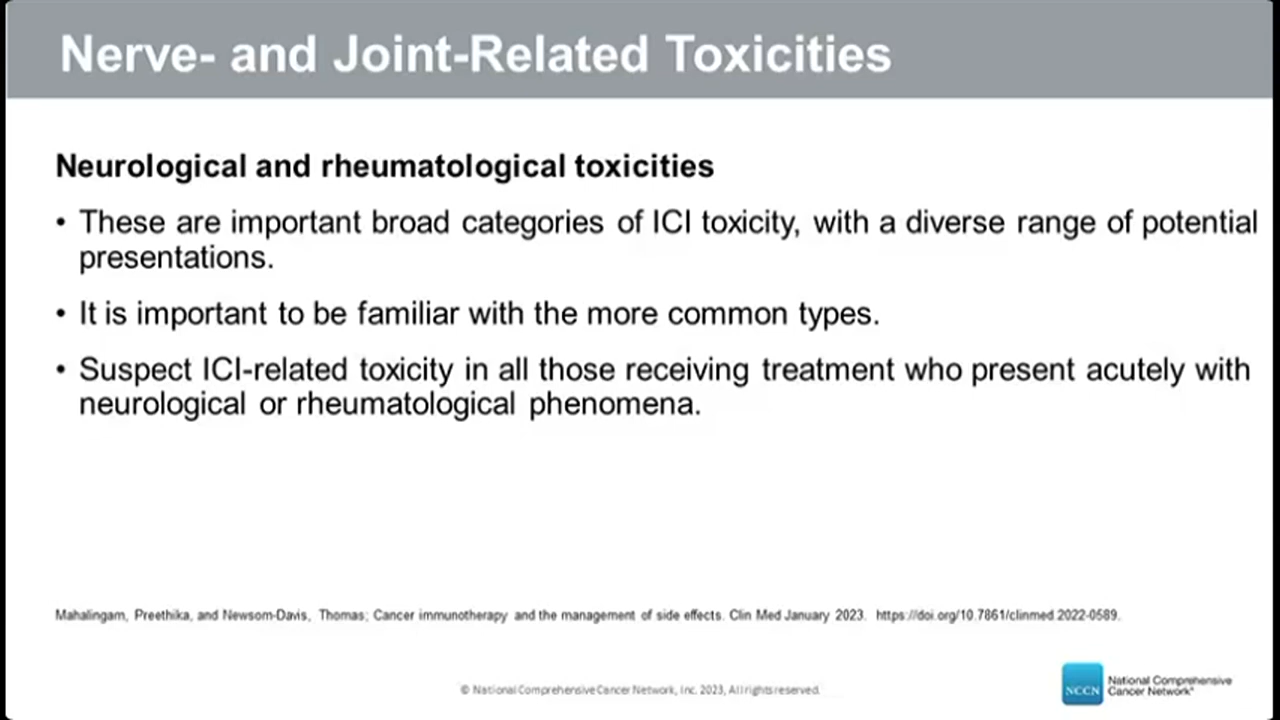 Nerve- and Joint-Related Toxicities
Neurological and rheumatological toxicities
• These are important broad categories of ICI toxicity, with a diverse range of potential
presentations.
• It is important to be familiar with the more common types.
• Suspect ICI-related toxicity in all those receiving treatment who present acutely with
neurological or rheumatological phenomena.
Mahalingam, Preethika, and Newsom-Davis, Thomas; Cancer immunotherapy and the management of side effects. Clin Med January 2023. https://doi.org/10.7861/clinmed.2022-0589.
© National Comprehensive Cancer Network, Inc. 2023, All rights reserved.
NCCN
National Comprehensive
Cancer Network®